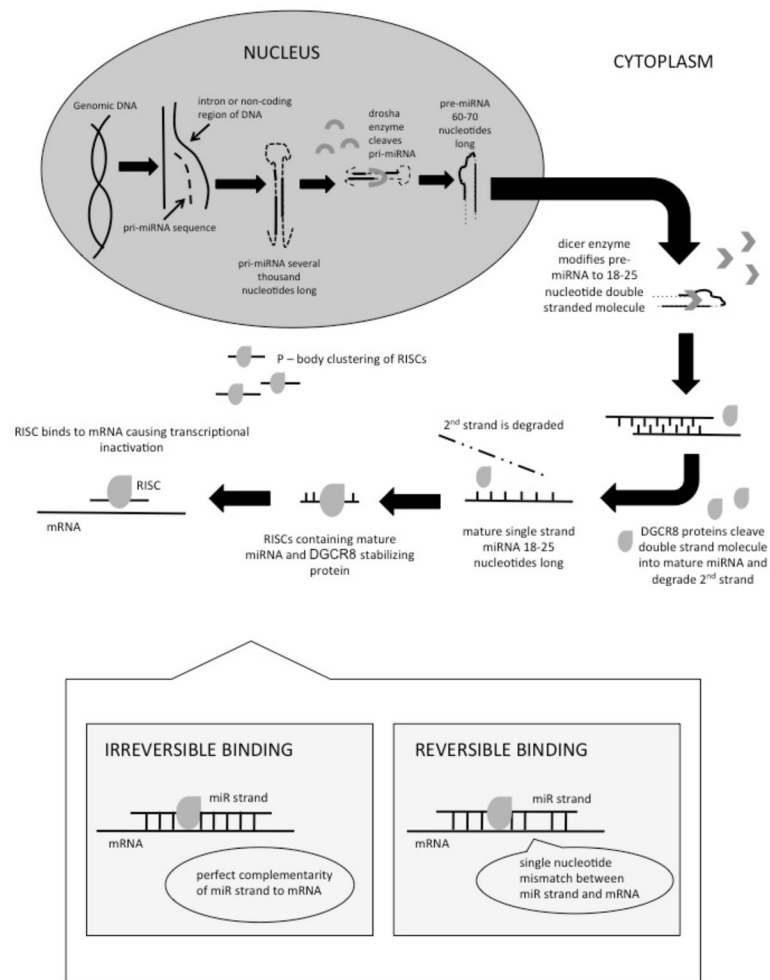 NUCLEUS
CYTOPLASM
Genomic DNA
intron or non-coding
region of DNA
pri-miRNA sequence
pri-miRNA several
thousand
nucleotides long
drosha
enzyme
cleaves
pri-miRNA
pre-miRNA
60-70
nucleotides
long
dicer enzyme
modifies pre-
miRNA to 18-25
nucleotide double
stranded molecule
DGCR8 proteins cleave
double strand molecule
into mature miRNA and
degrade 2nd strand
2nd strand is degraded
mature single strand
miRNA 18-25
nucleotides long
RISCs containing mature
miRNA and DGCR8 stabilizing
protein
P – body clustering of RISCs
RISC binds to mRNA causing transcriptional
inactivation
RISC
mRNA
IRREVERSIBLE BINDING
miR strand
mRNA
perfect complementarity
of miR strand to mRNA
REVERSIBLE BINDING
miR strand
mRNA
single nucleotide
mismatch between
miR strand and mRNA